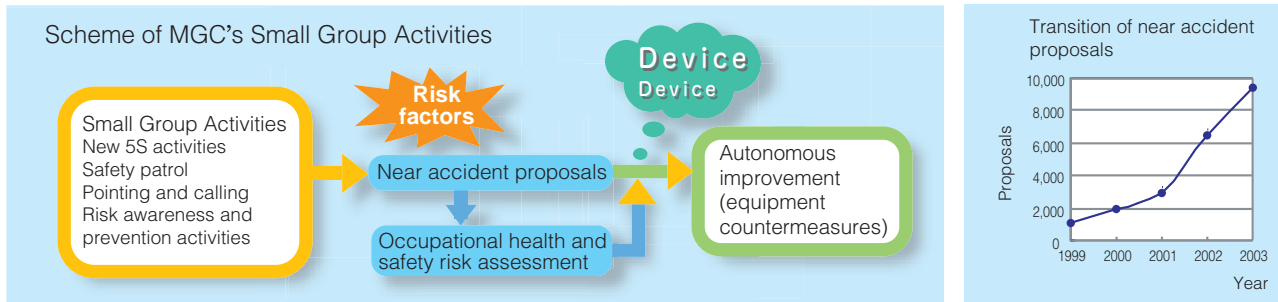 Scheme of MGC's Small Group Activities
Small Group Activities
New 5S activities
Safety patrol
Pointing and calling
Risk awareness and
prevention activities
Risk
factors
Near accident proposals
Occupational health and
safety risk assessment
Device
Device
Autonomous
improvement
(equipment
countermeasures)
Transition of near accident
proposals
Proposals
10,000
8,000
6,000
4,000
2,000
0
1999 2000 2001 2002 2003
Year